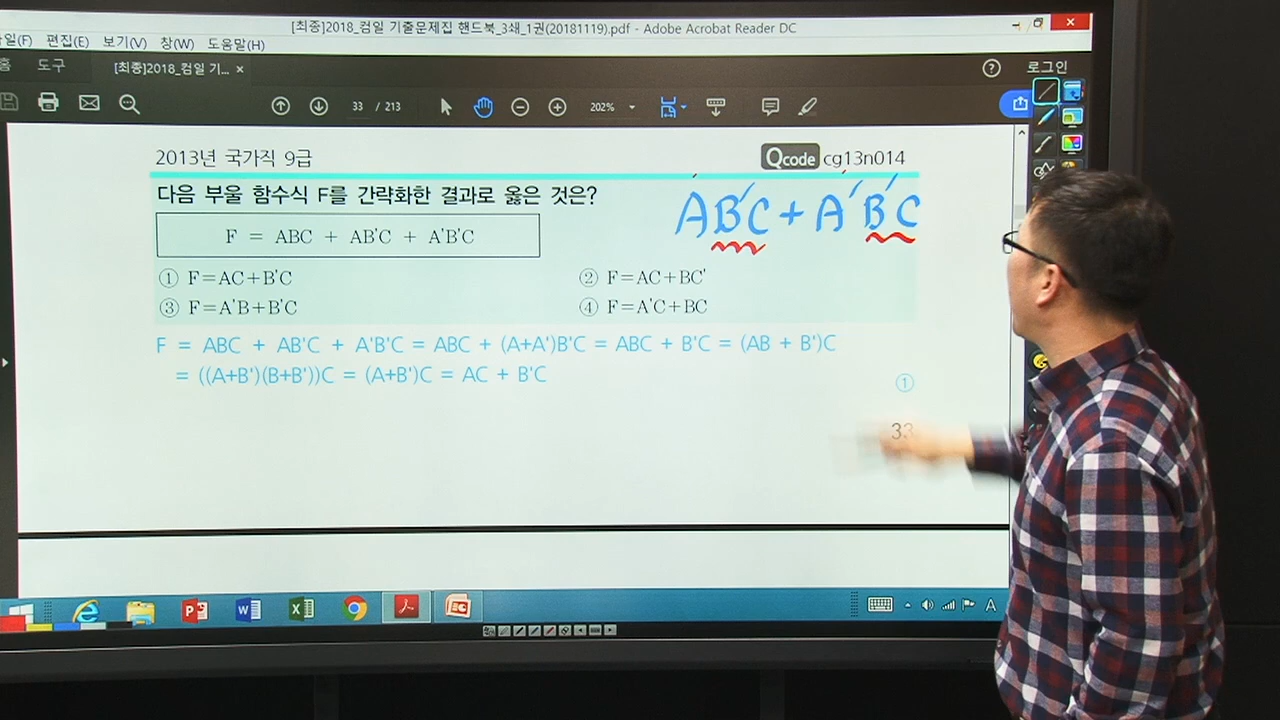 [최종]2018_컴일 기출문제집 핸드북_3쇄_1권(20181119).pdf - Adobe Acrobat Reader DC
일(F) 편집(E) 보기(V) 창(W) 도움말(H)
홈 도구 [최종]2018_컴일 기... × 로그인
33 / 213 202%
2013년 국가직 9급 Qcode cg13n014
다음 부울 함수식 F를 간략화한 결과로 옳은 것은?
AB'C + A'B'C
F = ABC + AB'C + A'B'C
① F=AC+B'C ② F=AC+BC'
③ F=A'B+B'C ④ F=A'C+BC
F = ABC + AB'C + A'B'C = ABC + (A+A')B'C = ABC + B'C = (AB + B')C
= ((A+B')(B+B'))C = (A+B')C = AC + B'C
①
33
A